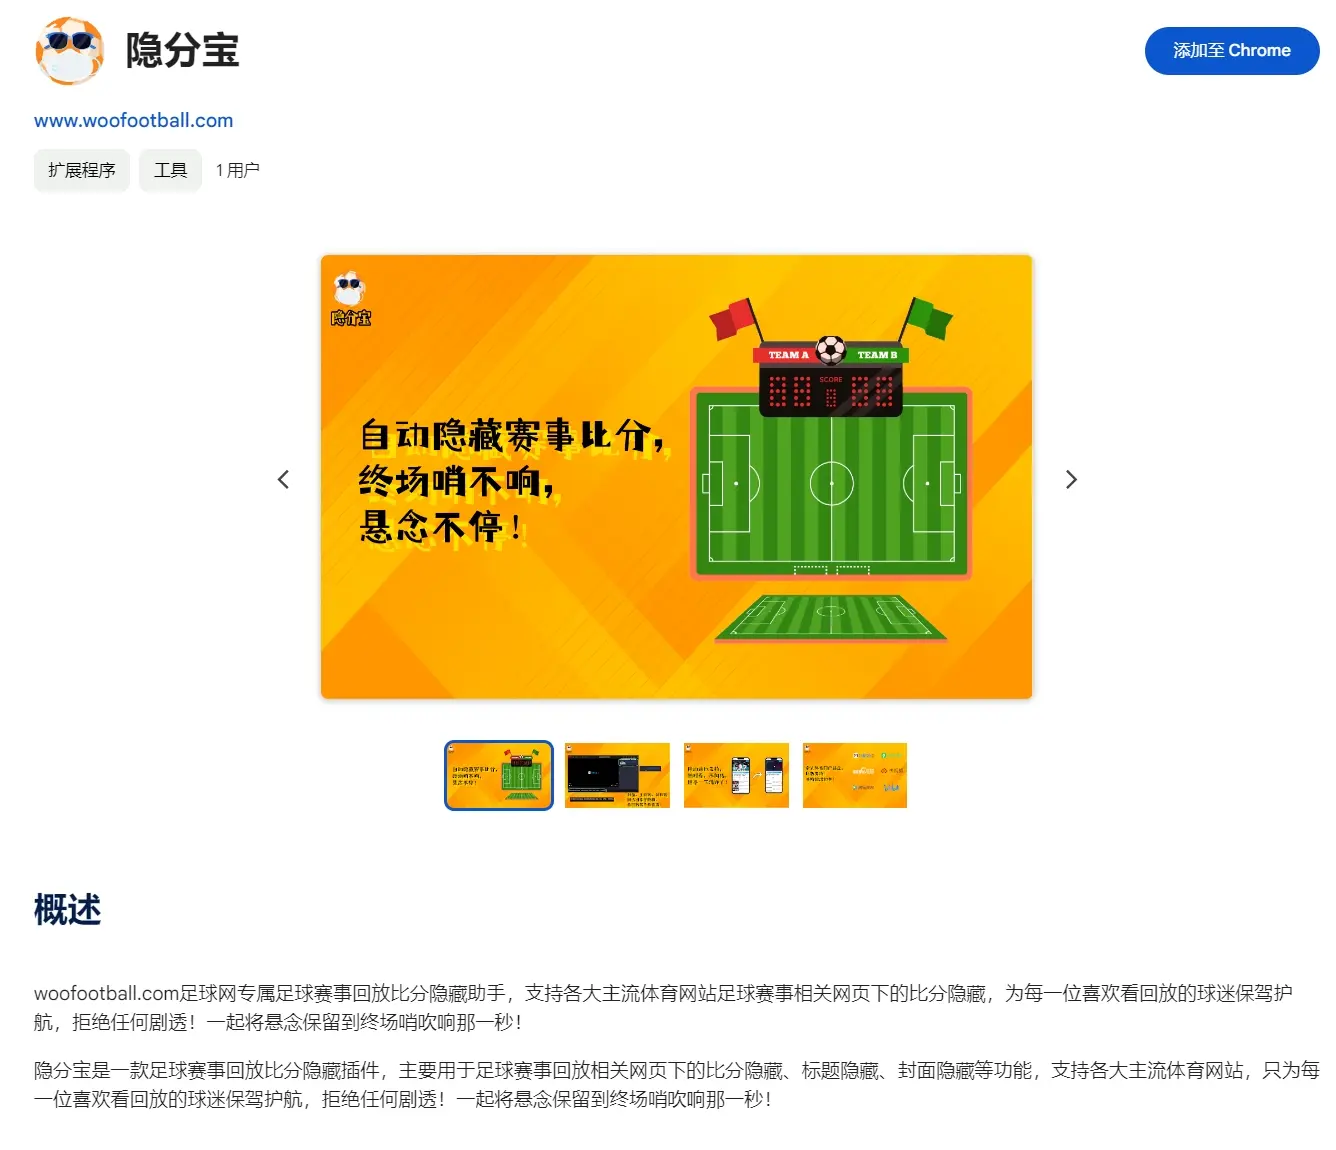 隐分宝
添加至 Chrome
www.woofootball.com
扩展程序 工具 1 用户
隐分宝
TEAM A TEAM B
SCORE
自动隐藏赛事比分，
终场哨不响，
悬念不停！
概述
woofootball.com足球网专属足球赛事回放比分隐藏助手，支持各大主流体育网站足球赛事相关网页下的比分隐藏，为每一位喜欢看回放的球迷保驾护
航，拒绝任何剧透！一起将悬念保留到终场哨吹响那一秒！
隐分宝是一款足球赛事回放比分隐藏插件，主要用于足球赛事回放相关网页下的比分隐藏、标题隐藏、封面隐藏等功能，支持各大主流体育网站，只为每
一位喜欢看回放的球迷保驾护航，拒绝任何剧透！一起将悬念保留到终场哨吹响那一秒！